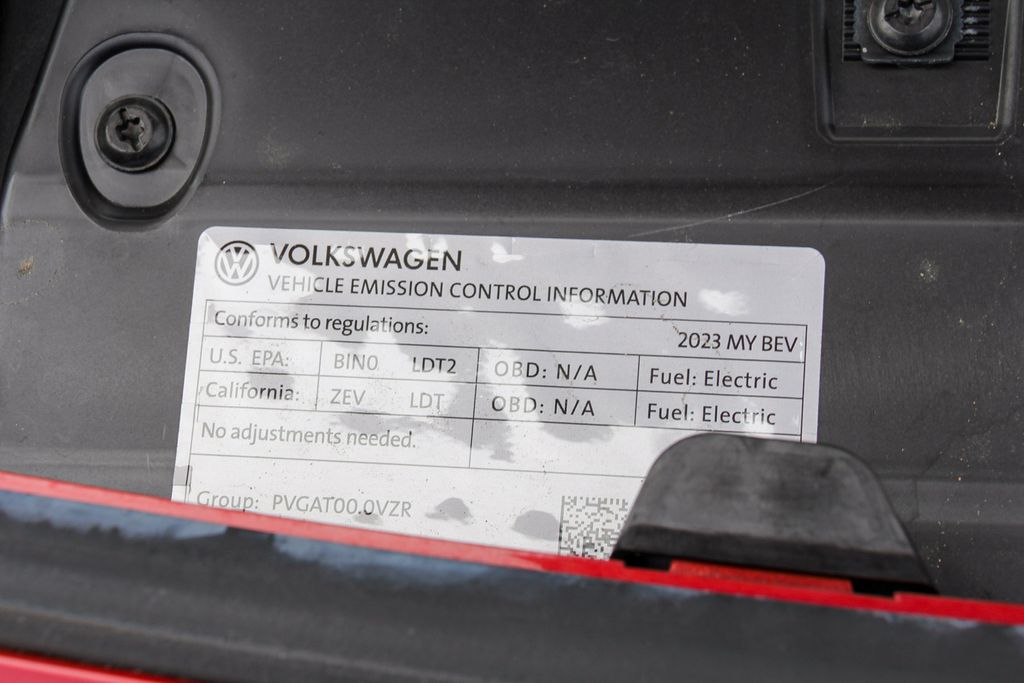 VOLKSWAGEN
VEHICLE EMISSION CONTROL INFORMATION
Conforms to regulations: 2023 MY BEV
U.S. EPA: BIN0 LDT2 OBD: N/A Fuel: Electric
California: ZEV LDT OBD: N/A Fuel: Electric
No adjustments needed.
Group: PVGAT00.0VZR